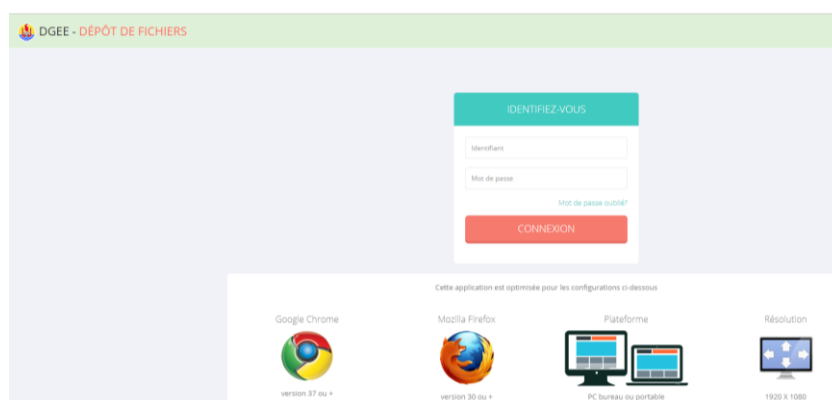 DGEE - DÉPÔT DE FICHIERS
IDENTIFIEZ-VOUS
Identifiant
Mot de passe
Mot de passe oublié?
CONNEXION
Cette application est optimisée pour les configurations ci-dessous
Google Chrome
Mozilla Firefox
Plateforme
Résolution
version 37 ou +
version 30 ou +
PC bureau ou portable
1920 X 1080